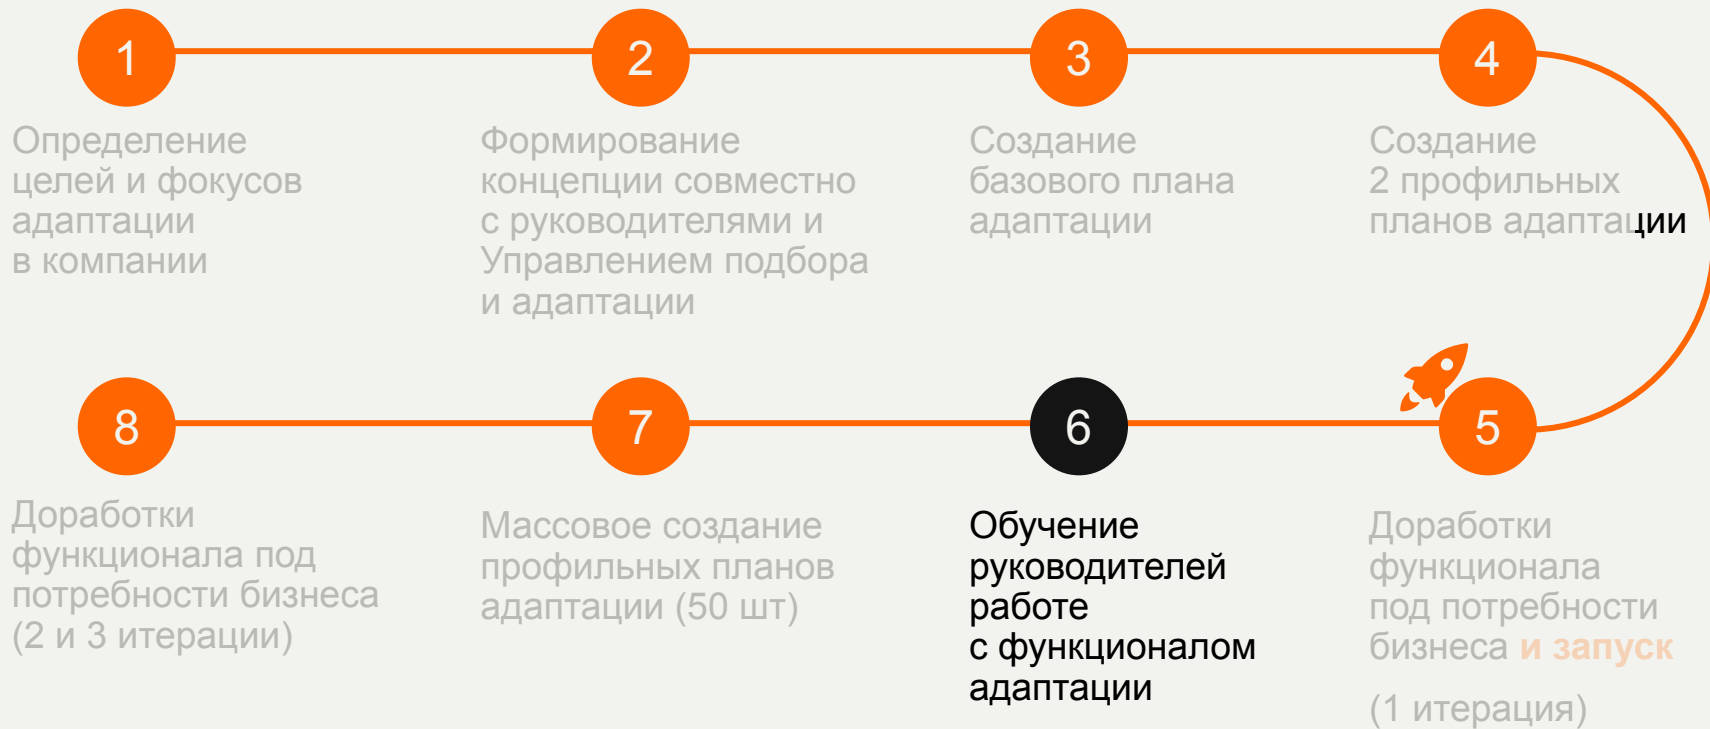 1
Определение
целей и фокусов
адаптации
в компании
2
Формирование
концепции совместно
с руководителями и
Управлением подбора
и адаптации
3
Создание
базового плана
адаптации
4
Создание
2 профильных
планов адаптации
8
Доработки
функционала под
потребности бизнеса
(2 и 3 итерации)
7
Массовое создание
профильных планов
адаптации (50 шт)
6
Обучение
руководителей
работе
с функционалом
адаптации
5
Доработки
функционала
под потребности
бизнеса и запуск
(1 итерация)